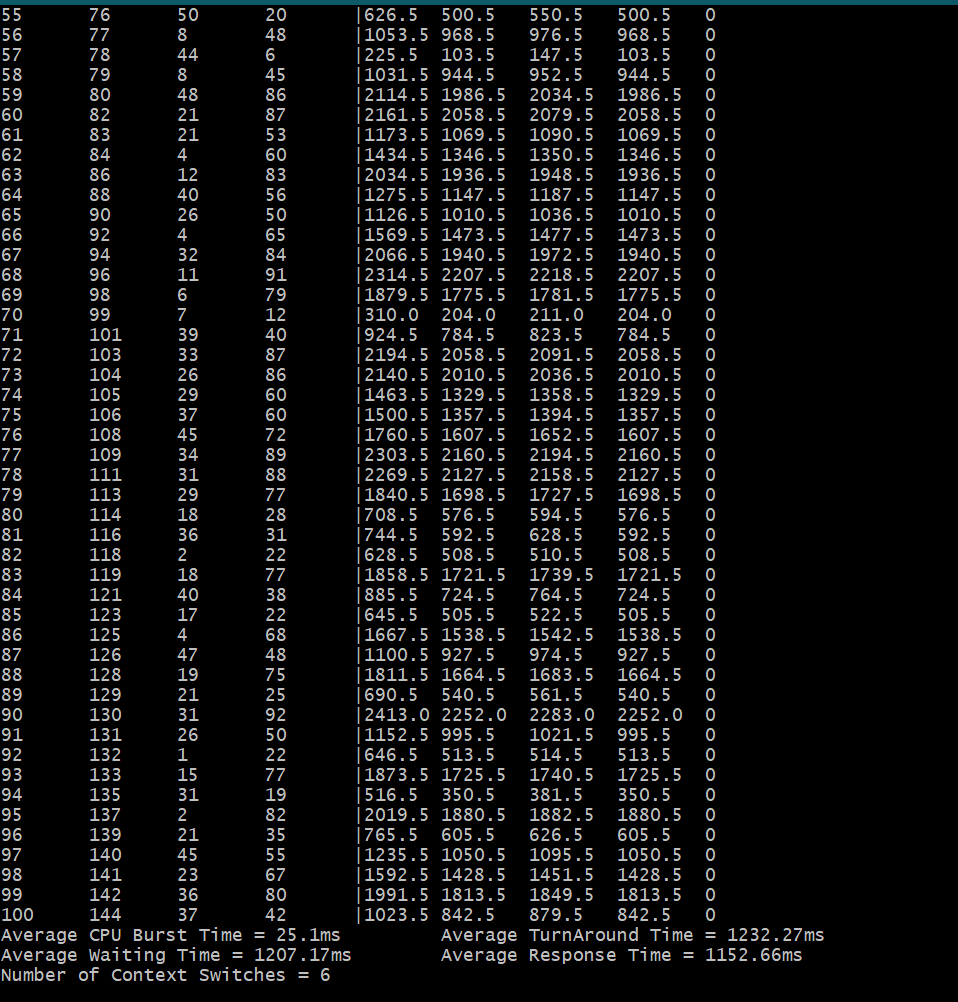 55 76 50 20 |626.5 500.5 550.5 500.5 0
56 77 8 48 |1053.5 968.5 976.5 968.5 0
57 78 44 6 |225.5 103.5 147.5 103.5 0
58 79 8 45 |1031.5 944.5 952.5 944.5 0
59 80 48 86 |2114.5 1986.5 2034.5 1986.5 0
60 82 21 87 |2161.5 2058.5 2079.5 2058.5 0
61 83 21 53 |1173.5 1069.5 1090.5 1069.5 0
62 84 4 60 |1434.5 1346.5 1350.5 1346.5 0
63 86 12 83 |2034.5 1936.5 1948.5 1936.5 0
64 88 40 56 |1275.5 1147.5 1187.5 1147.5 0
65 90 26 50 |1126.5 1010.5 1036.5 1010.5 0
66 92 4 65 |1569.5 1473.5 1477.5 1473.5 0
67 94 32 84 |2066.5 1940.5 1972.5 1940.5 0
68 96 11 91 |2314.5 2207.5 2218.5 2207.5 0
69 98 6 79 |1879.5 1775.5 1781.5 1775.5 0
70 99 7 12 |310.0 204.0 211.0 204.0 0
71 101 39 40 |924.5 784.5 823.5 784.5 0
72 103 33 87 |2194.5 2058.5 2091.5 2058.5 0
73 104 26 86 |2140.5 2010.5 2036.5 2010.5 0
74 105 29 60 |1463.5 1329.5 1358.5 1329.5 0
75 106 37 60 |1500.5 1357.5 1394.5 1357.5 0
76 108 45 72 |1760.5 1607.5 1652.5 1607.5 0
77 109 34 89 |2303.5 2160.5 2194.5 2160.5 0
78 111 31 88 |2269.5 2127.5 2158.5 2127.5 0
79 113 29 77 |1840.5 1698.5 1727.5 1698.5 0
80 114 18 28 |708.5 576.5 594.5 576.5 0
81 116 36 31 |744.5 592.5 628.5 592.5 0
82 118 2 22 |628.5 508.5 510.5 508.5 0
83 119 18 77 |1858.5 1721.5 1739.5 1721.5 0
84 121 40 38 |885.5 724.5 764.5 724.5 0
85 123 17 22 |645.5 505.5 522.5 505.5 0
86 125 4 68 |1667.5 1538.5 1542.5 1538.5 0
87 126 47 48 |1100.5 927.5 974.5 927.5 0
88 128 19 75 |1811.5 1664.5 1683.5 1664.5 0
89 129 21 25 |690.5 540.5 561.5 540.5 0
90 130 31 92 |2413.0 2252.0 2283.0 2252.0 0
91 131 26 50 |1152.5 995.5 1021.5 995.5 0
92 132 1 22 |646.5 513.5 514.5 513.5 0
93 133 15 77 |1873.5 1725.5 1740.5 1725.5 0
94 135 31 19 |516.5 350.5 381.5 350.5 0
95 137 2 82 |2019.5 1880.5 1882.5 1880.5 0
96 139 21 35 |765.5 605.5 626.5 605.5 0
97 140 45 55 |1235.5 1050.5 1095.5 1050.5 0
98 141 23 67 |1592.5 1428.5 1451.5 1428.5 0
99 142 36 80 |1991.5 1813.5 1849.5 1813.5 0
100 144 37 42 |1023.5 842.5 879.5 842.5 0
Average CPU Burst Time = 25.1ms Average TurnAround Time = 1232.27ms
Average Waiting Time = 1207.17ms Average Response Time = 1152.66ms
Number of Context Switches = 6